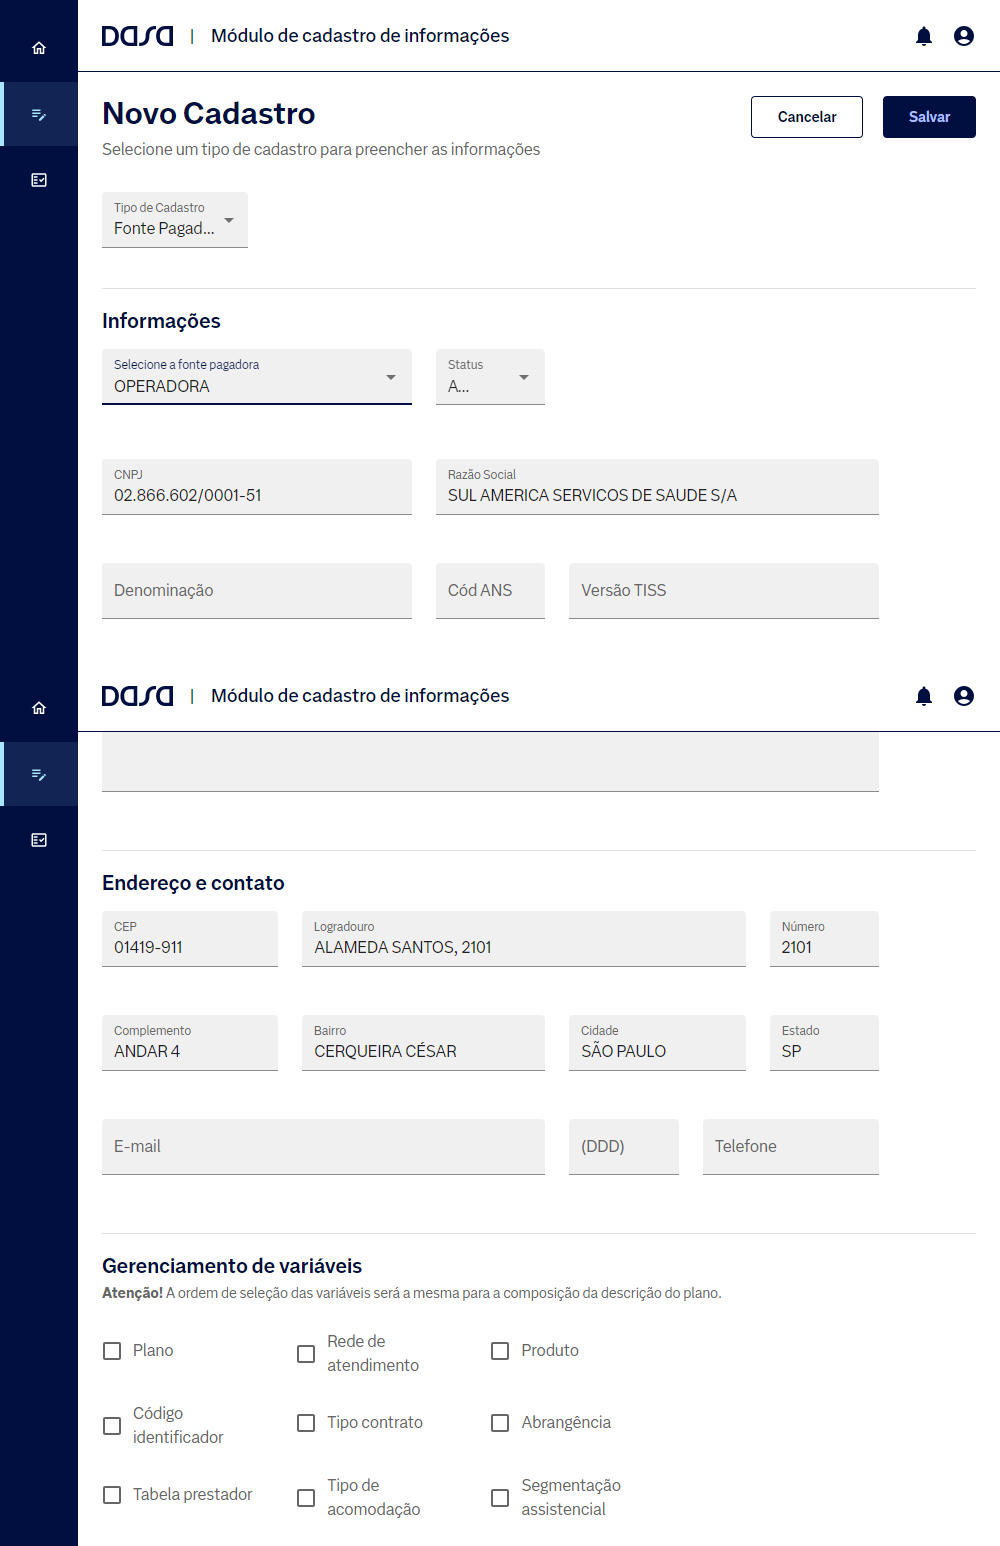 DASA | Módulo de cadastro de informações
Novo Cadastro
Cancelar
Salvar
Selecione um tipo de cadastro para preencher as informações
Tipo de Cadastro
Fonte Pagad...
Informações
Selecione a fonte pagadora
OPERADORA
Status
A...
CNPJ
02.866.602/0001-51
Razão Social
SUL AMERICA SERVICOS DE SAUDE S/A
Denominação
Cód ANS
Versão TISS
DASA | Módulo de cadastro de informações
Endereço e contato
CEP
01419-911
Logradouro
ALAMEDA SANTOS, 2101
Número
2101
Complemento
ANDAR 4
Bairro
CERQUEIRA CÉSAR
Cidade
SÃO PAULO
Estado
SP
E-mail
(DDD)
Telefone
Gerenciamento de variáveis
Atenção! A ordem de seleção das variáveis será a mesma para a composição da descrição do plano.
Plano
Rede de
atendimento
Produto
Código
identificador
Tipo contrato
Abrangência
Tabela prestador
Tipo de
acomodação
Segmentação
assistencial